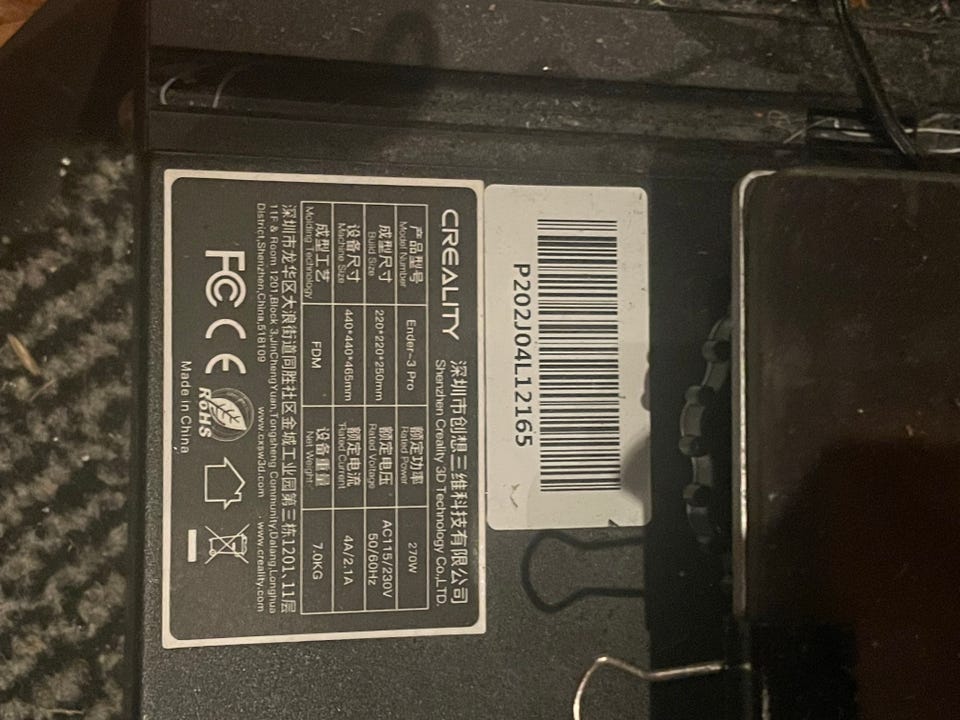 P202J04L12165
CREALITY 深圳市创想三维科技有限公司
Shenzhen Creality 3D Technology Co.,LTD.
产品型号 Ender-3 Pro 额定功率 270W
Model Number Rated Power
成型尺寸 220*220*250mm 额定电压 AC115/230V
Build Size Rated Voltage 50/60Hz
设备尺寸 440*440*465mm 额定电流 4A/2.1A
Machine Size Rated Current
成型工艺 FDM 设备重量 7.0KG
Molding Technology Net Weight
深圳市龙华区大浪街道同胜社区金城工业园第三栋1201、11层
11F & Room 1201,Block 3,JinChengYuan,Tongsheng Community,Dalang,Longhua
District,Shenzhen,China,518109 www.cxsw3d.com www.creality.com
FC CE RoHS
Made in China